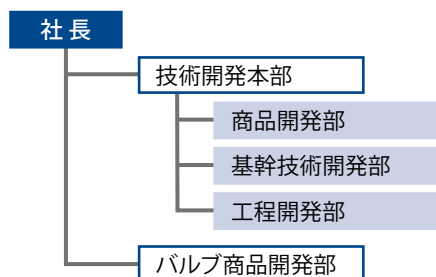 社長
技術開発本部
商品開発部
基幹技術開発部
工程開発部
バルブ商品開発部